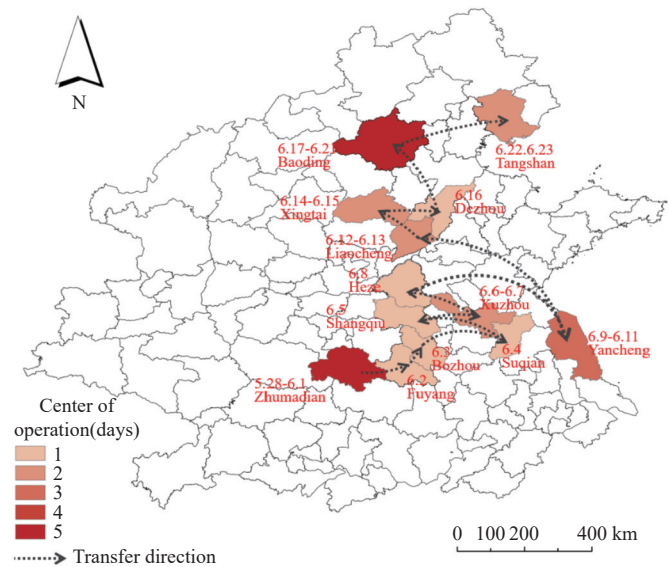 N
6.17-6.21
Baoding
6.22.6.23
Tangshan
6.14-6.15
Xingtai
6.16
Dezhou
6.12-6.13
Liaocheng
6.8
Heze
6.6-6.7
Xuzhou
6.5
Shangqiu
6.9-6.11
Yancheng
6.3
Bozhou
6.4
Suqian
5.28-6.1
Zhumadian
6.2
Fuyang
Center of
operation(days)
1
2
3
4
5
Transfer direction
0 100 200 400 km